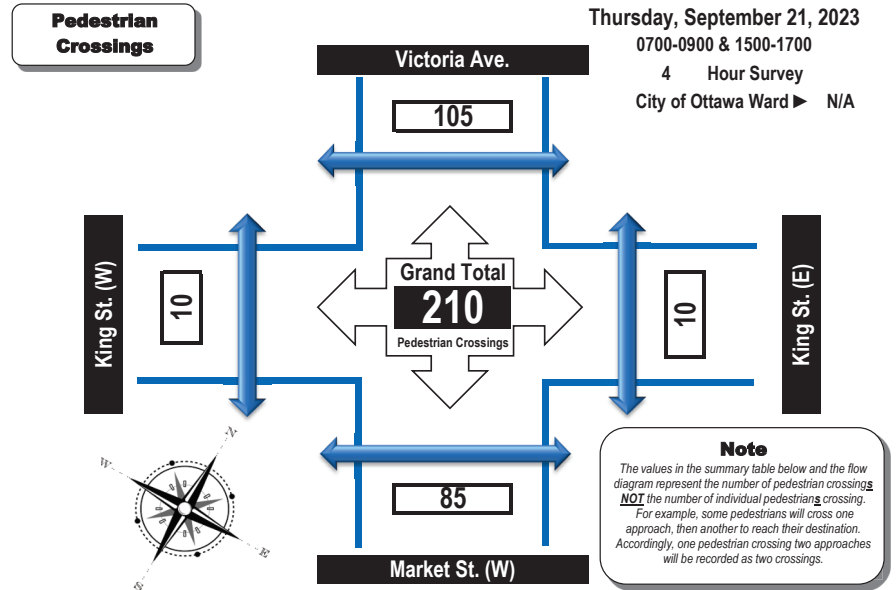 Pedestrian
Crossings
Thursday, September 21, 2023
0700-0900 & 1500-1700
4 Hour Survey
City of Ottawa Ward ► N/A
Victoria Ave.
105
King St. (W)
10
Grand Total
210
Pedestrian Crossings
10
King St. (E)
85
Market St. (W)
N
W
E
S
Note
The values in the summary table below and the flow
diagram represent the number of pedestrian crossings
NOT the number of individual pedestrians crossing.
For example, some pedestrians will cross one
approach, then another to reach their destination.
Accordingly, one pedestrian crossing two approaches
will be recorded as two crossings.